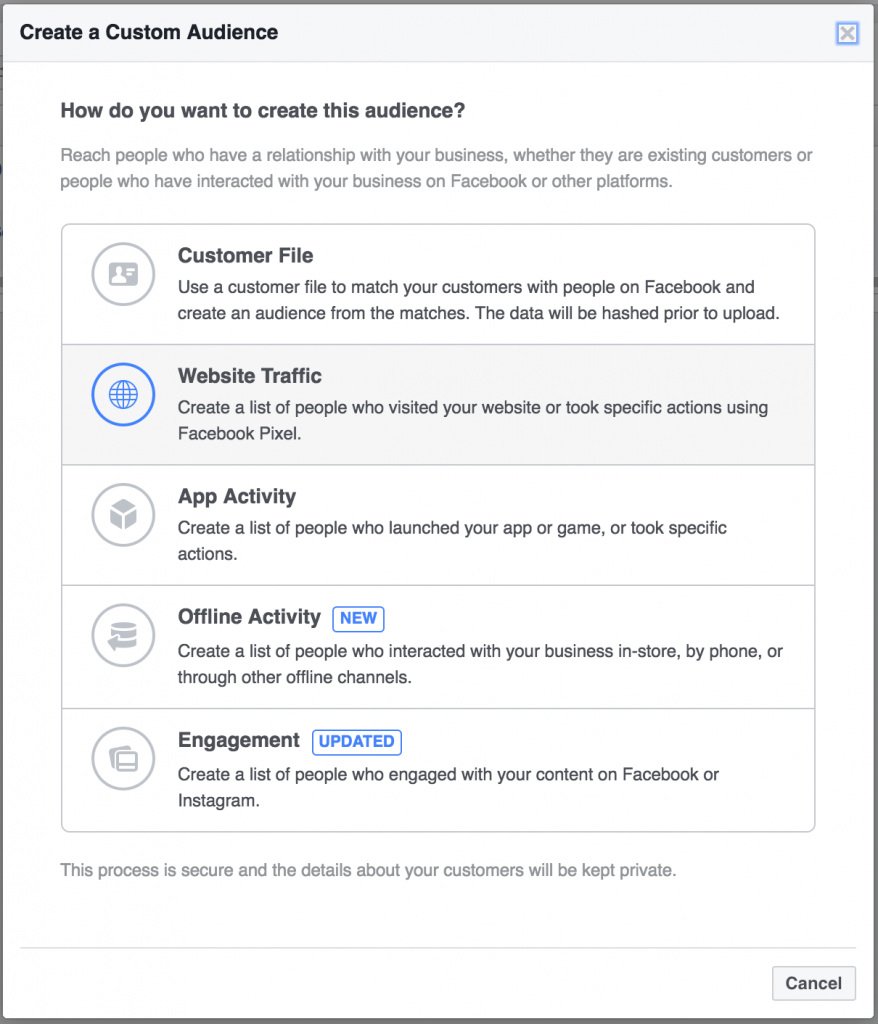 Create a Custom Audience
How do you want to create this audience?
Reach people who have a relationship with your business, whether they are existing customers or
people who have interacted with your business on Facebook or other platforms.
Customer File
Use a customer file to match your customers with people on Facebook and
create an audience from the matches. The data will be hashed prior to upload.
Website Traffic
Create a list of people who visited your website or took specific actions using
Facebook Pixel.
App Activity
Create a list of people who launched your app or game, or took specific
actions.
Offline Activity NEW
Create a list of people who interacted with your business in-store, by phone, or
through other offline channels.
Engagement UPDATED
Create a list of people who engaged with your content on Facebook or
Instagram.
This process is secure and the details about your customers will be kept private.
Cancel